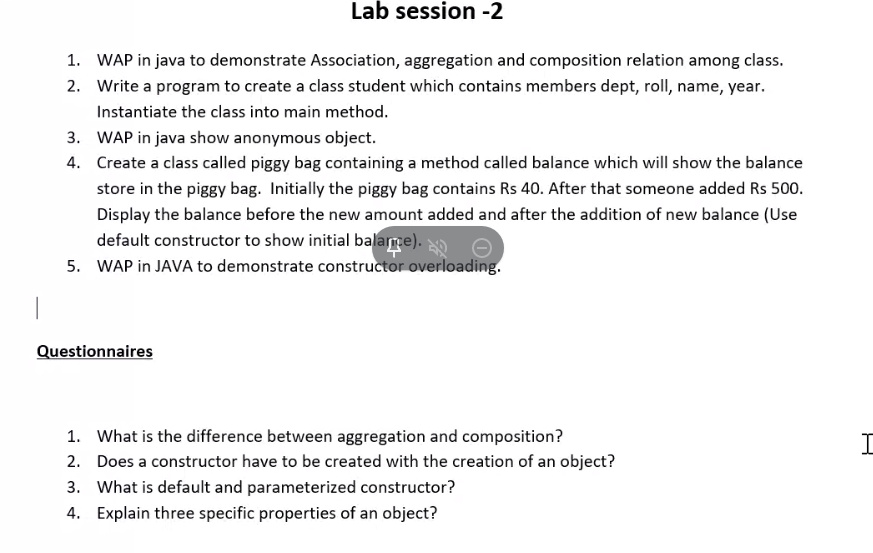 Lab session -2
1. WAP in java to demonstrate Association, aggregation and composition relation among class.
2. Write a program to create a class student which contains members dept, roll, name, year.
Instantiate the class into main method.
3. WAP in java show anonymous object.
4. Create a class called piggy bag containing a method called balance which will show the balance
store in the piggy bag. Initially the piggy bag contains Rs 40. After that someone added Rs 500.
Display the balance before the new amount added and after the addition of new balance (Use
default constructor to show initial balance).
5. WAP in JAVA to demonstrate constructor overloading.
Questionnaires
1. What is the difference between aggregation and composition?
2. Does a constructor have to be created with the creation of an object?
3. What is default and parameterized constructor?
4. Explain three specific properties of an object?